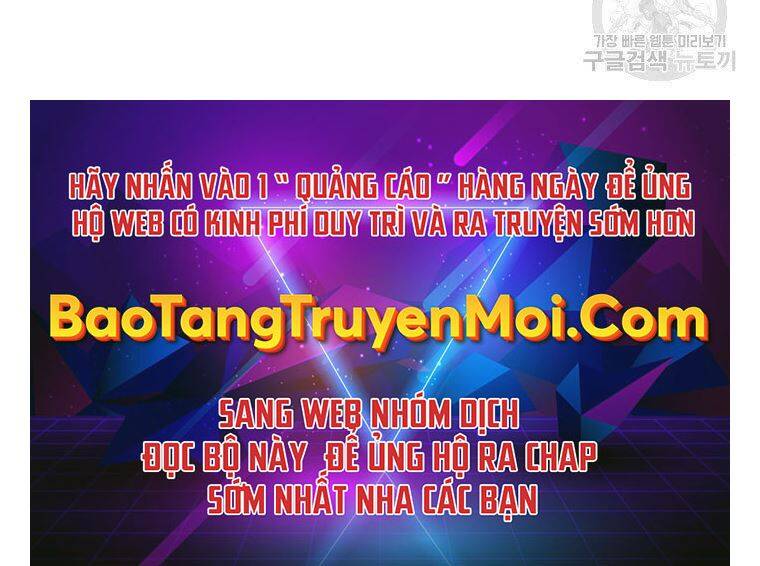 가장 빠른 웹툰 미리보기
구글검색 뉴토끼
HÃY NHẤN VÀO 1 “ QUẢNG CÁO ” HÀNG NGÀY ĐỂ ỦNG
HỘ WEB CÓ KINH PHÍ DUY TRÌ VÀ RA TRUYỆN SỚM HƠN
BaoTangTruyenMoi.Com
SANG WEB NHÓM DỊCH
ĐỌC BỘ NÀY ĐỂ ỦNG HỘ RA CHAP
SỚM NHẤT NHA CÁC BẠN